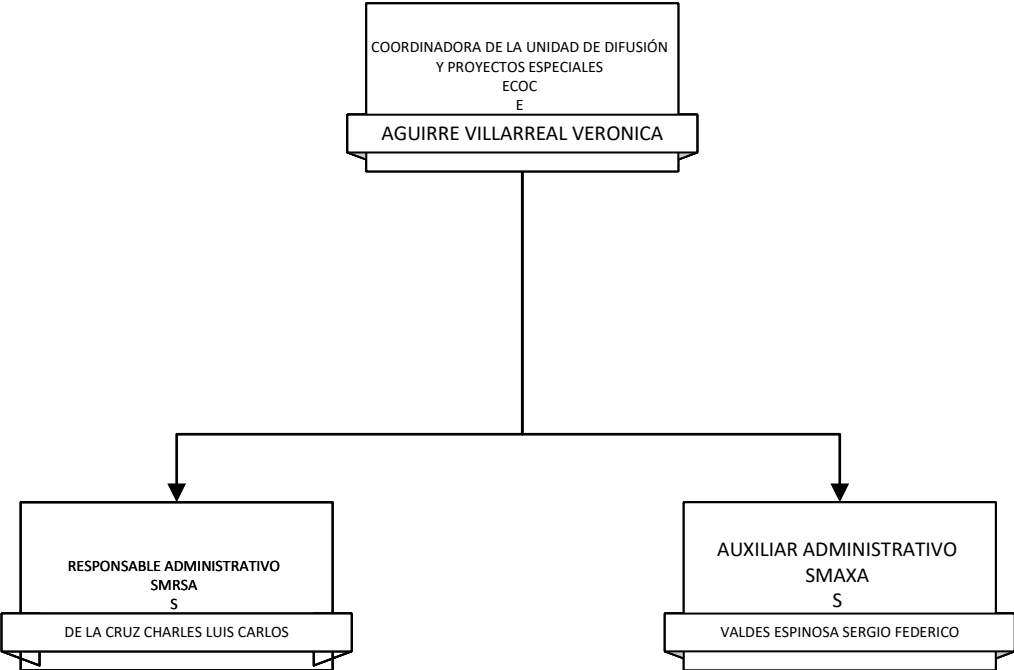 COORDINADORA DE LA UNIDAD DE DIFUSIÓN
Y PROYECTOS ESPECIALES
ECOC
E
AGUIRRE VILLARREAL VERONICA
RESPONSABLE ADMINISTRATIVO
SMRSA
S
DE LA CRUZ CHARLES LUIS CARLOS
AUXILIAR ADMINISTRATIVO
SMAXA
S
VALDES ESPINOSA SERGIO FEDERICO